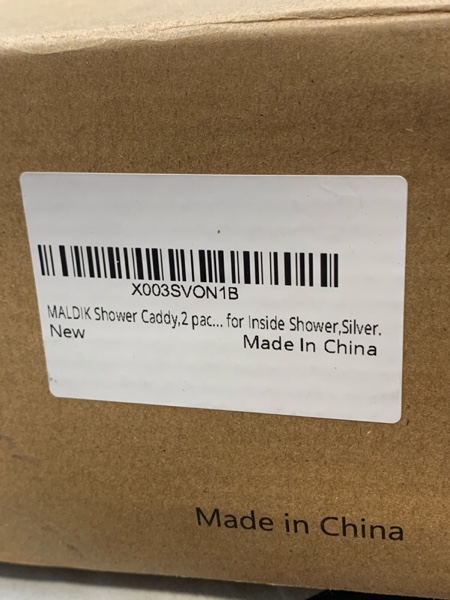 X003SVON1B
MALDIK Shower Caddy,2 pac... for Inside Shower,Silver.
New
Made In China
Made in China